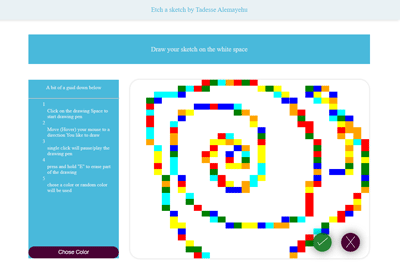 Etch a sketch by Taderor Alemayehu
Draw your sketch on the white space
A bit of a guid down below
1
Click on the drawing Space to
start drawing pen
2
Move (Hover) your mouse to a
direction You like to draw
3
single click will pause/play the
drawing pen
4
press and hold "E" to erase part
of the drawing
5
chose a color or random color
will be used
Chose Color